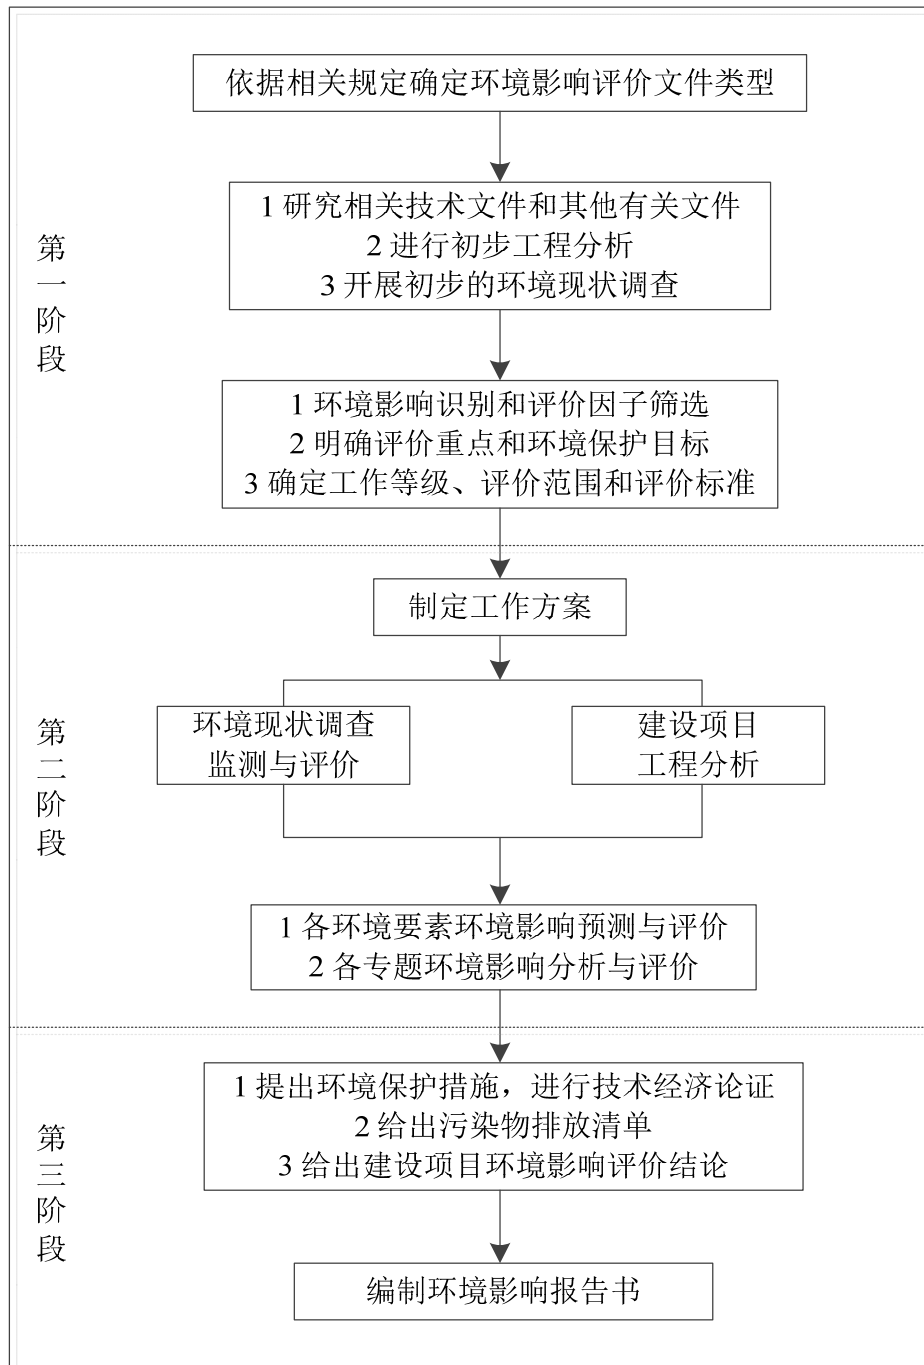 依据相关规定确定环境影响评价文件类型
1 研究相关技术文件和其他有关文件
2 进行初步工程分析
3 开展初步的环境现状调查
第一阶段
1 环境影响识别和评价因子筛选
2 明确评价重点和环境保护目标
3 确定工作等级、评价范围和评价标准
制定工作方案
第二阶段
环境现状调查
监测与评价
建设项目
工程分析
1 各环境要素环境影响预测与评价
2 各专题环境影响分析与评价
第三阶段
1 提出环境保护措施，进行技术经济论证
2 给出污染物排放清单
3 给出建设项目环境影响评价结论
编制环境影响报告书